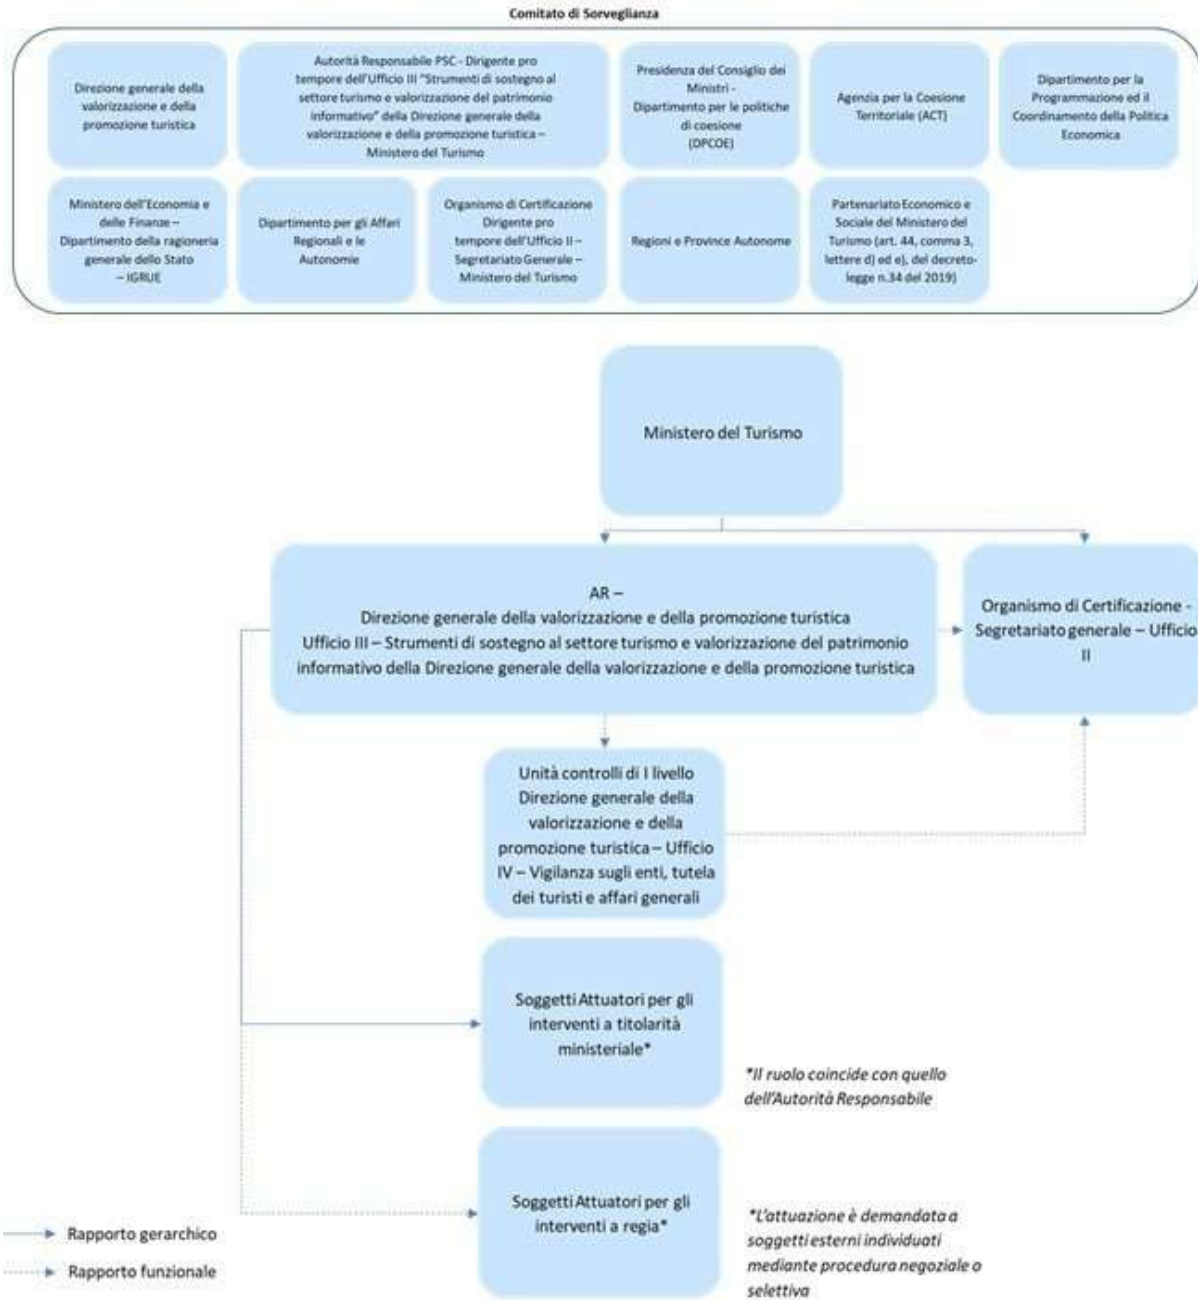 Comitato di Sorveglianza
Direzione generale della
valorizzazione e della
promozione turistica
Autorità Responsabile PSC - Dirigente pro
tempore dell'Ufficio III "Strumenti di sostegno al
settore turismo e valorizzazione del patrimonio
informativo" della Direzione generale della
valorizzazione e della promozione turistica –
Ministero del Turismo
Presidenza del Consiglio dei
Ministri -
Dipartimento per le politiche
di coesione
(DPCOE)
Agenzia per la Coesione
Territoriale (ACT)
Dipartimento per la
Programmazione ed il
Coordinamento della Politica
Economica
Ministero dell'Economia e
delle Finanze –
Dipartimento della ragioneria
generale dello Stato
– IGRUE
Dipartimento per gli Affari
Regionali e le
Autonomie
Organismo di Certificazione
Dirigente pro
tempore dell'Ufficio II –
Segretariato Generale –
Ministero del Turismo
Regioni e Province Autonome
Partenariato Economico e
Sociale del Ministero del
Turismo (art. 44, comma 3,
lettere d) ed e), del decreto-
legge n.34 del 2019)
Ministero del Turismo
AR –
Direzione generale della valorizzazione e della promozione turistica
Ufficio III – Strumenti di sostegno al settore turismo e valorizzazione del patrimonio
informativo della Direzione generale della valorizzazione e della promozione turistica
Organismo di Certificazione -
Segretariato generale – Ufficio
II
Unità controlli di I livello
Direzione generale della
valorizzazione e della
promozione turistica – Ufficio
IV – Vigilanza sugli enti, tutela
dei turisti e affari generali
Soggetti Attuatori per gli
interventi a titolarità
ministeriale*
*Il ruolo coincide con quello
dell'Autorità Responsabile
Soggetti Attuatori per gli
interventi a regia*
*L'attuazione è demandata a
soggetti esterni individuati
mediante procedura negoziale o
selettiva
Rapporto gerarchico
Rapporto funzionale